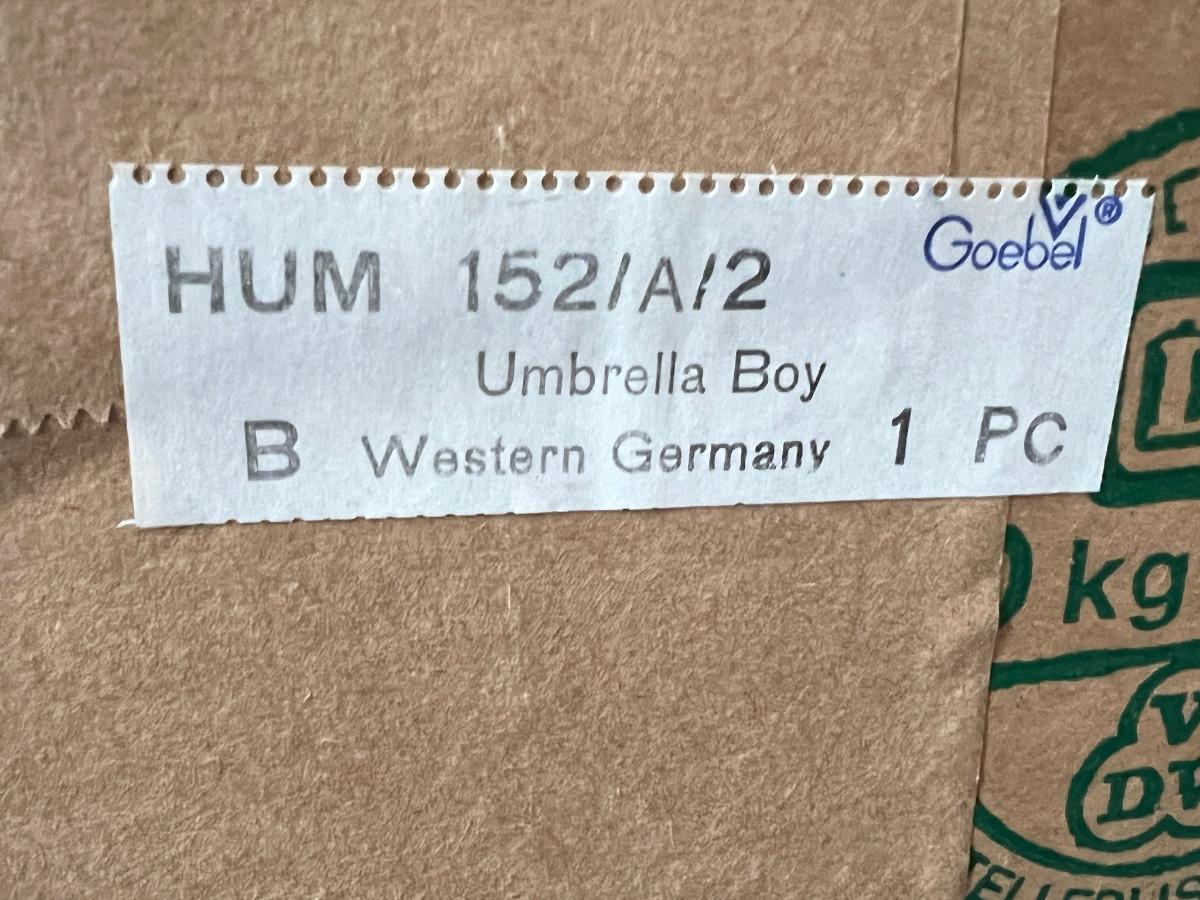 Goebel®
HUM 152/A/2
Umbrella Boy
B Western Germany 1 PC
kg